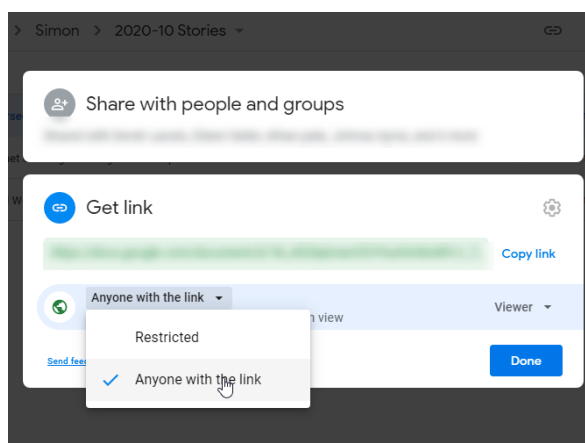 > Simon > 2020-10 Stories
Share with people and groups
Get link
Copy link
Anyone with the link
view
Viewer
Restricted
Send fee
Done
Anyone with the link